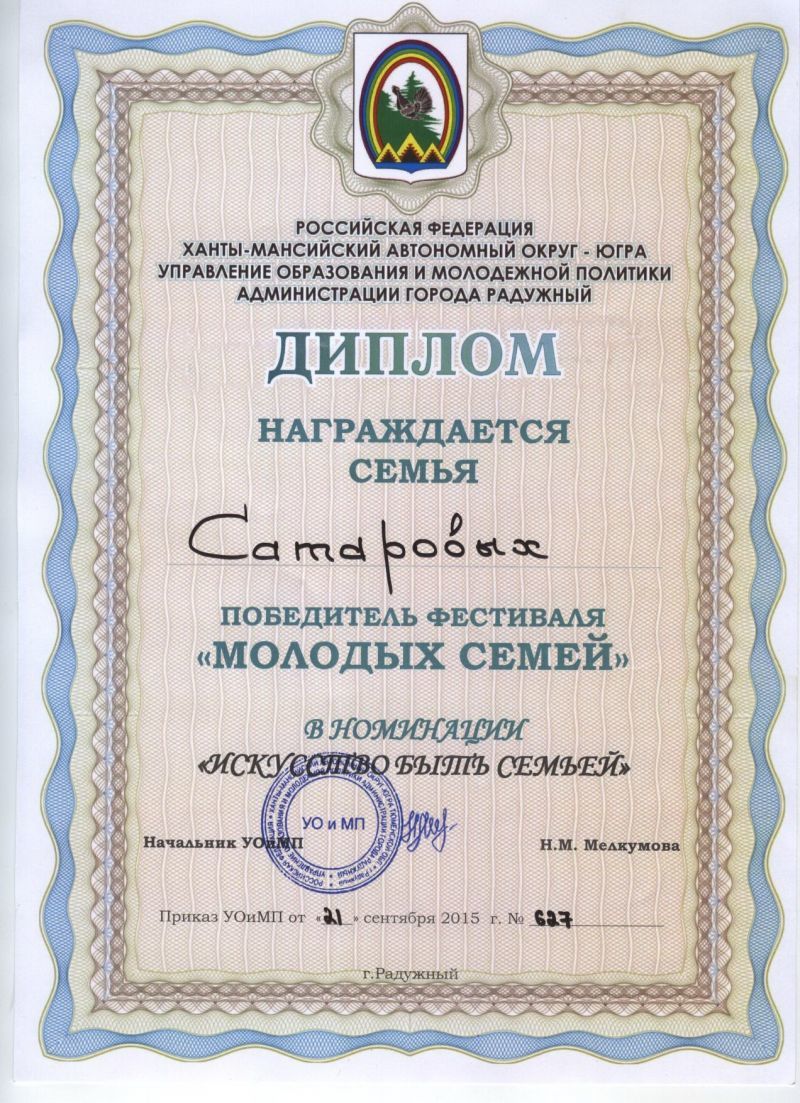 РОССИЙСКАЯ ФЕДЕРАЦИЯ
ХАНТЫ-МАНСИЙСКИЙ АВТОНОМНЫЙ ОКРУГ - ЮГРА
УПРАВЛЕНИЕ ОБРАЗОВАНИЯ И МОЛОДЕЖНОЙ ПОЛИТИКИ
АДМИНИСТРАЦИИ ГОРОДА РАДУЖНЫЙ
ДИПЛОМ
НАГРАЖДАЕТСЯ
СЕМЬЯ
Сатаровых
ПОБЕДИТЕЛЬ ФЕСТИВАЛЯ
«МОЛОДЫХ СЕМЕЙ»
В НОМИНАЦИИ
«ИСКУССТВО БЫТЬ СЕМЬЕЙ»
УО и МП
Начальник УОиМП Н.М. Мелкумова
Приказ УОиМП от «21» сентября 2015 г. № 627
г.Радужный